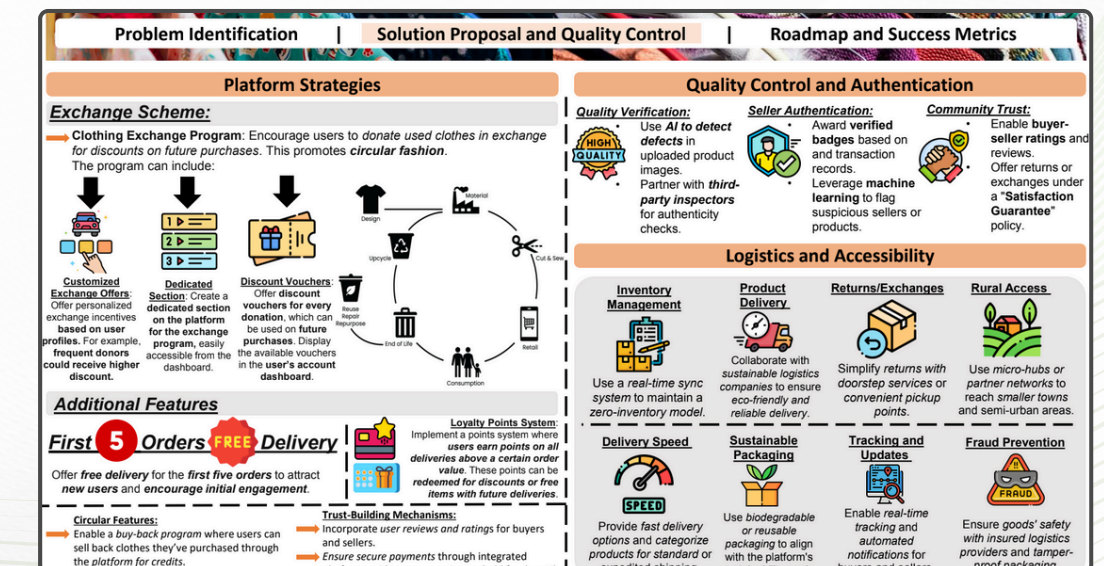 Problem Identification | Solution Proposal and Quality Control | Roadmap and Success Metrics
Platform Strategies
Exchange Scheme:
Clothing Exchange Program: Encourage users to donate used clothes in exchange
for discounts on future purchases. This promotes circular fashion.
The program can include:
1
2
3
Customized
Exchange Offers:
Offer personalized
exchange incentives
based on user
profiles. For example,
frequent donors
could receive higher
discount.
Dedicated
Section: Create a
dedicated section
on the platform
for the exchange
program, easily
accessible from the
dashboard.
Discount Vouchers:
Offer discount
vouchers for every
donation, which can
be used on future
purchases. Display
the available vouchers
in the user's account
dashboard.
Design
Material
Cut & Sew
Retail
Consumption
End of Life
Reuse
Repair
Repurpose
Upcycle
Additional Features
First 5 Orders FREE Delivery
Offer free delivery for the first five orders to attract
new users and encourage initial engagement.
Loyalty Points System:
Implement a points system where
users earn points on all
deliveries above a certain order
value. These points can be
redeemed for discounts or free
items with future deliveries.
Circular Features:
Enable a buy-back program where users can
sell back clothes they've purchased through
the platform for credits.
Trust-Building Mechanisms:
Incorporate user reviews and ratings for buyers
and sellers.
Ensure secure payments through integrated
Quality Control and Authentication
Quality Verification:
HIGH
QUALITY
• Use AI to detect
defects in
uploaded product
images.
• Partner with third-
party inspectors
for authenticity
checks.
Seller Authentication:
• Award verified
badges based on
and transaction
records.
• Leverage machine
learning to flag
suspicious sellers or
products.
Community Trust:
• Enable buyer-
seller ratings and
reviews.
• Offer returns or
exchanges under
a "Satisfaction
Guarantee"
policy.
Logistics and Accessibility
Inventory
Management
Use a real-time sync
system to maintain a
zero-inventory model.
Product
Delivery
Collaborate with
sustainable logistics
companies to ensure
eco-friendly and
reliable delivery.
Returns/Exchanges
Simplify returns with
doorstep services or
convenient pickup
points.
Rural Access
Use micro-hubs or
partner networks to
reach smaller towns
and semi-urban areas.
Delivery Speed
SPEED
Provide fast delivery
options and categorize
products for standard or
expedited shipping
Sustainable
Packaging
Use biodegradable
or reusable
packaging to align
with the platform's
Tracking and
Updates
Enable real-time
tracking and
automated
notifications for
buyers and sellers
Fraud Prevention
FRAUD
Ensure goods' safety
with insured logistics
providers and tamper-
proof packaging